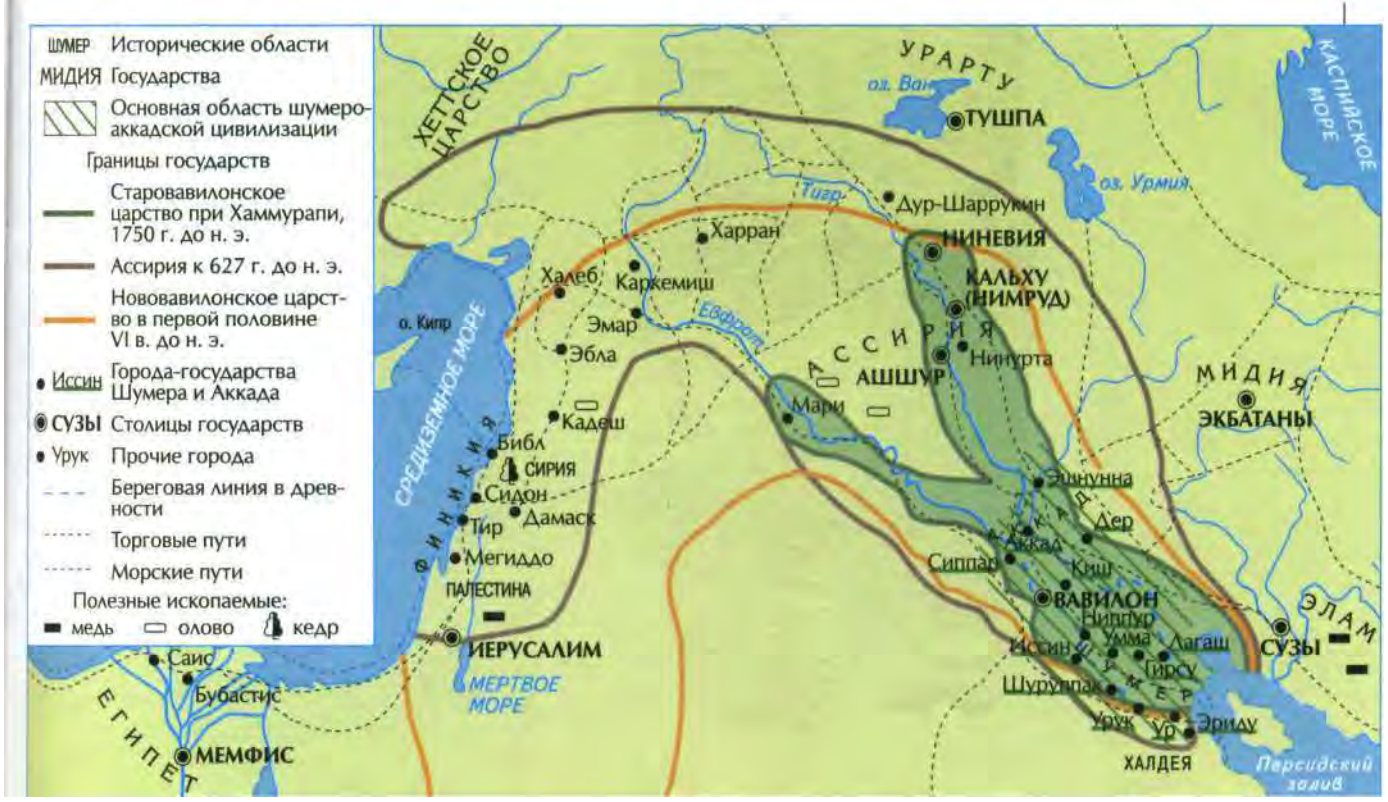 ШУМЕР Исторические области
МИДИЯ Государства
Основная область шумеро-
аккадской цивилизации
Границы государств
Старовавилонское
царство при Хаммурапи,
1750 г. до н. э.
Ассирия к 627 г. до н. э.
Нововавилонское царст-
во в первой половине
VI в. до н. э.
Иссин Города-государства
Шумера и Аккада
СУЗЫ Столицы государств
Урук Прочие города
Береговая линия в древ-
ности
Торговые пути
Морские пути
Полезные ископаемые:
медь олово кедр
ХЕТТСКОЕ
ЦАРСТВО
УРАРТУ
оз. Ван
ТУШПА
КАСПИЙСКОЕ
МОРЕ
оз. Урмия
Тигр
Дур-Шаррукин
Харран
НИНЕВИЯ
Халеб
Каркемиш
КАЛЬХУ
(НИМРУД)
о. Кипр
Эмар
Евфрат
АССИРИЯ
Нинурта
Эбла
АШШУР
СРЕДИЗЕМНОЕ МОРЕ
МИДИЯ
ЭКБАТАНЫ
Мари
Кадеш
ФИНИКИЯ
Библ
СИРИЯ
Сидон
Дамаск
Тир
Мегиддо
ПАЛЕСТИНА
ИЕРУСАЛИМ
МЕРТВОЕ
МОРЕ
Эшнунна
АККАД
Дер
Аккад
Сиппар
Киш
ВАВИЛОН
Ниппур
Умма
Лагаш
Иссин
Гирсу
ШУМЕР
Шуруппак
Урук
Ур
Эриду
ХАЛДЕЯ
ЭЛАМ
СУЗЫ
Персидский
залив
Саис
Бубастис
ЕГИПЕТ
МЕМФИС